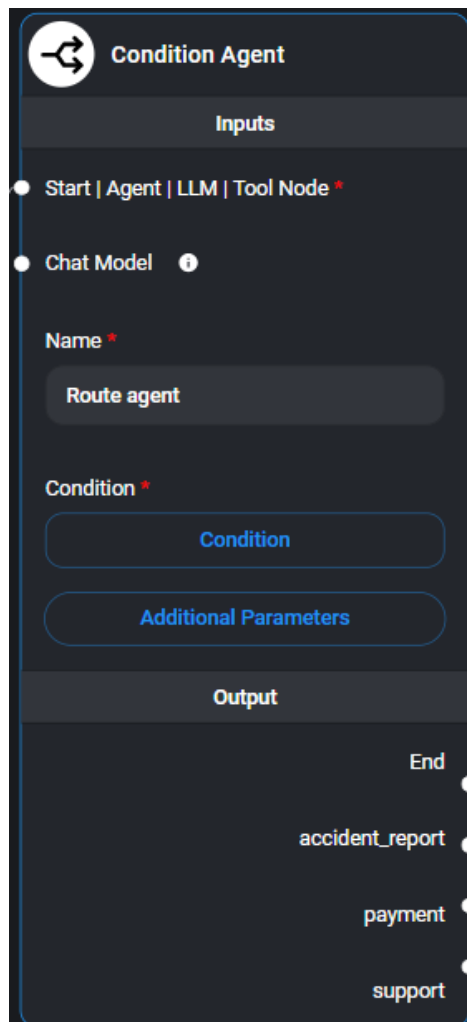 Condition Agent
Inputs
Start | Agent | LLM | Tool Node *
Chat Model
Name *
Route agent
Condition *
Condition
Additional Parameters
Output
End
accident_report
payment
support